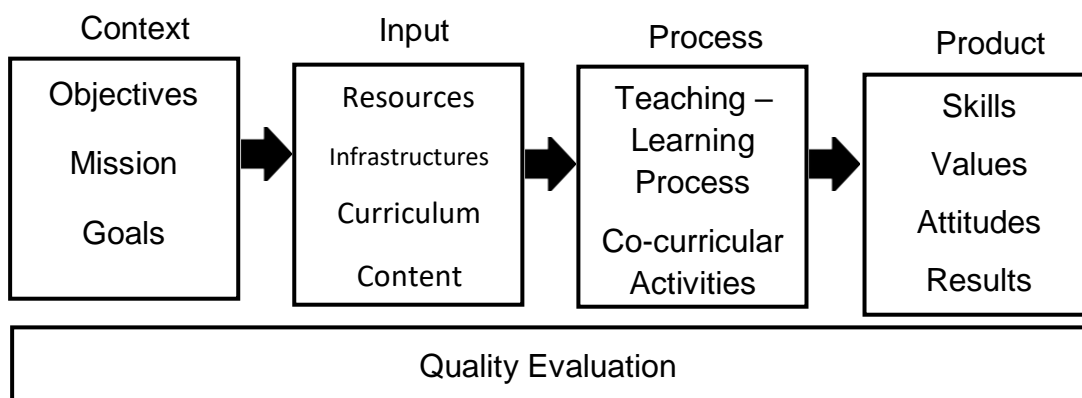 Context
Objectives
Mission
Goals
Input
Resources
Infrastructures
Curriculum
Content
Process
Teaching –
Learning
Process
Co-curricular
Activities
Product
Skills
Values
Attitudes
Results
Quality Evaluation